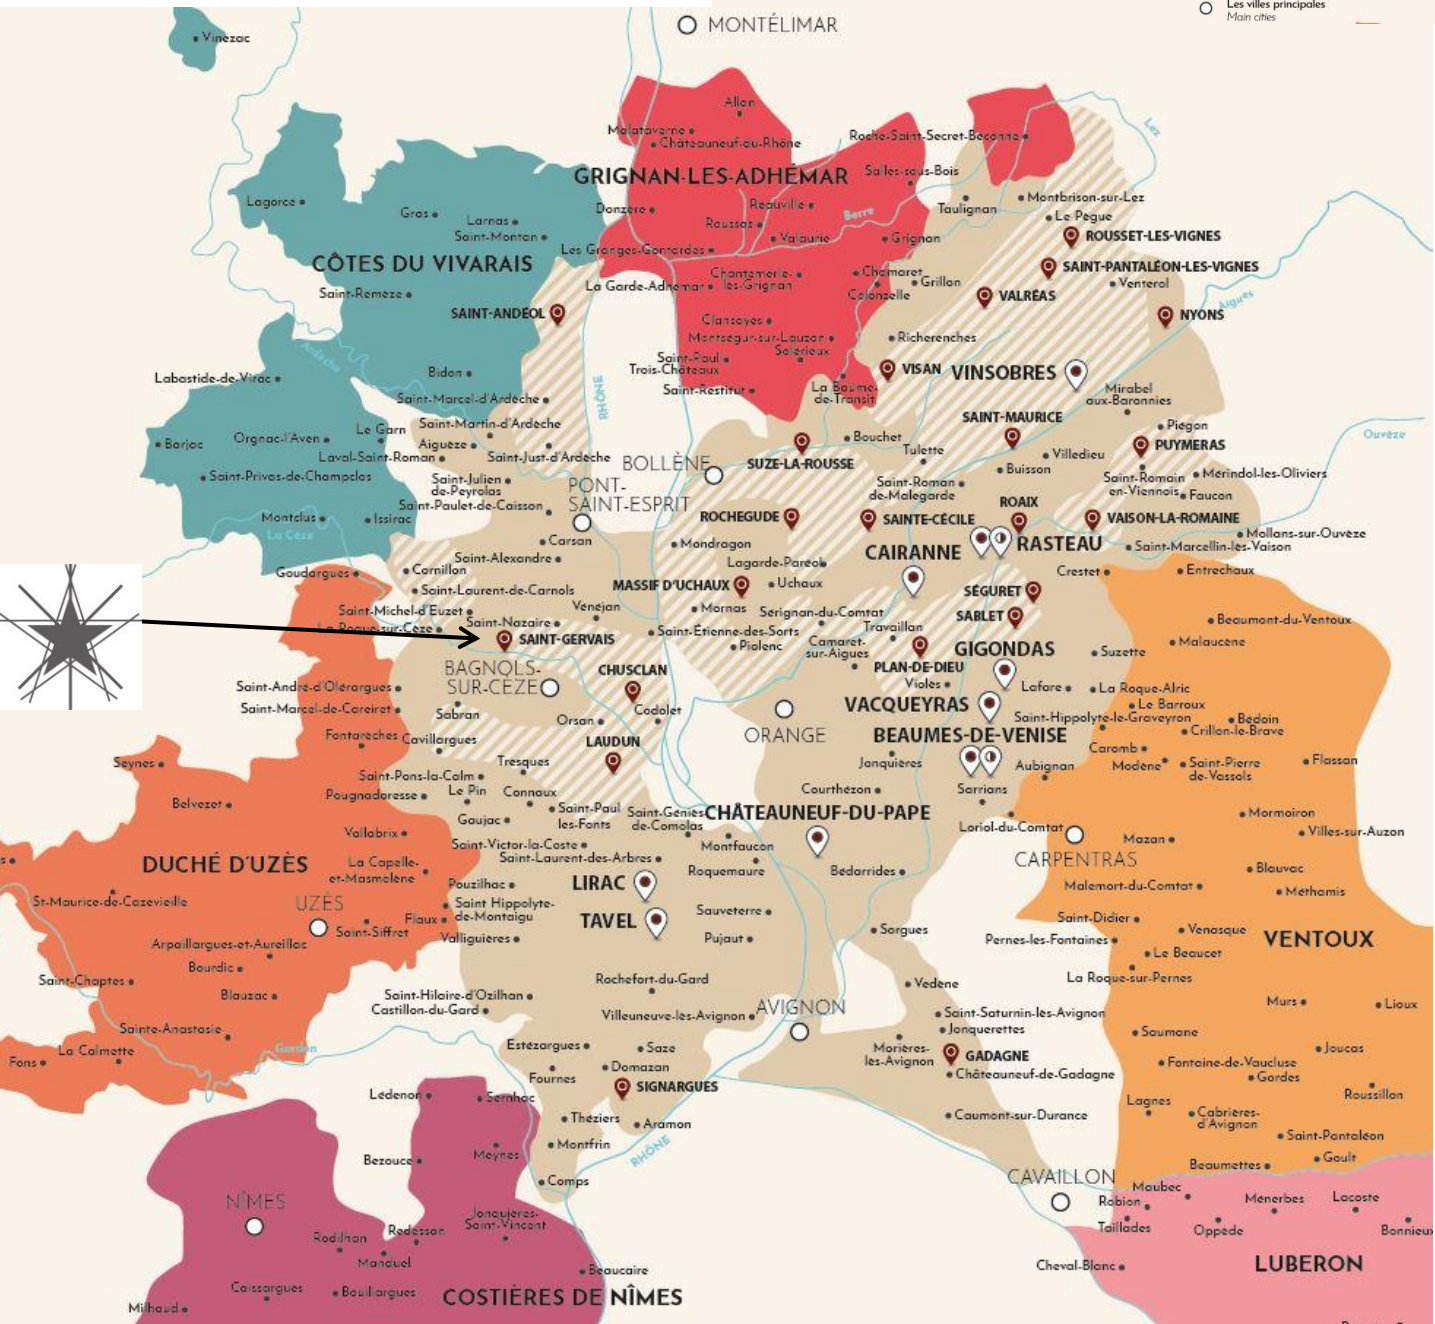 Les villes principales
Main cities
MONTÉLIMAR
Vinezac
Lez
Allan
Malataverne
Châteauneuf-du-Rhône
Roche-Saint-Secret-Béconne
GRIGNAN-LES-ADHÉMAR
Salles-sous-Bois
Lagorce
Gras
Larnas
Saint-Montan
Donzère
Réauville
Roussas
Valaurie
Berre
Grignan
Taulignan
Montbrison-sur-Lez
Le Pègue
ROUSSET-LES-VIGNES
CÔTES DU VIVARAIS
Les Granges-Gontardes
La Garde-Adhémar
Chantemerle-
lès-Grignan
Chamaret
Colonzelle
Grillon
SAINT-PANTALÉON-LES-VIGNES
Venterol
VALRÉAS
NYONS
Aigues
Saint-Remèze
SAINT-ANDÉOL
Clansayes
Montségur-sur-Lauzon
Solérieux
Saint-Paul
Trois-Châteaux
Saint-Restitut
La Baume-
de-Transit
Richerenches
VISAN
VINSOBRES
Ardèche
RHÔNE
Labastide-de-Virac
Bidon
Saint-Marcel-d'Ardèche
Mirabel
aux-Baronnies
SAINT-MAURICE
Piégon
PUYMERAS
Ouvèze
Barjac
Orgnac-l'Aven
Le Garn
Saint-Martin-d'Ardèche
Aiguèze
Laval-Saint-Roman
Saint-Just-d'Ardèche
BOLLÈNE
SUZE-LA-ROUSSE
Bouchet
Tulette
Villedieu
Buisson
Saint-Privas-de-Champclos
Saint-Julien
de-Peyrolas
PONT-
SAINT-ESPRIT
Saint-Roman
de-Malegarde
Saint-Romain
en-Viennois
Mérindol-les-Oliviers
Faucon
Saint-Paulet-de-Caisson
Montclus
Issirac
La Cèze
ROCHEGUDE
SAINTE-CÉCILE
ROAIX
VAISON-LA-ROMAINE
Mollans-sur-Ouvèze
Carsan
Mondragon
CAIRANNE
RASTEAU
Saint-Marcellin-lès-Vaison
Saint-Alexandre
Lagarde-Paréol
Goudargues
Cornillon
Crestet
Entrechaux
Saint-Laurent-de-Carnols
MASSIF D'UCHAUX
Uchaux
SÉGURET
Saint-Michel-d'Euzet
Vénéjan
Mornas
Sérignan-du-Comtat
SABLET
Beaumont-du-Ventoux
La Roque-sur-Cèze
Saint-Nazaire
SAINT-GERVAIS
Saint-Étienne-des-Sorts
Travaillan
Camaret-
sur-Aigues
Piolenc
GIGONDAS
Malaucène
Suzette
BAGNOLS-
SUR-CÈZE
CHUSCLAN
PLAN-DE-DIEU
Violès
Saint-André-d'Olérargues
Lafare
La Roque-Alric
Saint-Marcel-de-Careiret
Sabran
Orsan
Codolet
ORANGE
VACQUEYRAS
Le Barroux
Saint-Hippolyte-le-Graveyron
Bédoin
Crillon-le-Brave
Fontarèches
Cavillargues
LAUDUN
BEAUMES-DE-VENISE
Caromb
Modène
Saint-Pierre
de-Vassols
Flassan
Seynes
Tresques
Jonquières
Aubignan
Saint-Pons-la-Calm
Pougnadoresse
Le Pin
Connaux
Courthézon
Sarrians
Belvezet
Gaujac
Saint-Paul
les-Fonts
Saint-Géniès
de-Comolas
CHÂTEAUNEUF-DU-PAPE
Loriol-du-Comtat
Mormoiron
Vallabrix
Saint-Victor-la-Coste
Montfaucon
CARPENTRAS
Mazan
Villes-sur-Auzon
DUCHÉ D'UZÈS
La Capelle-
et-Masmolène
Saint-Laurent-des-Arbres
Roquemaure
Bédarrides
Blauvac
Pouzilhac
LIRAC
Malemort-du-Comtat
Méthamis
St-Maurice-de-Cazevieille
UZÈS
Flaux
Saint Hippolyte-
de-Montaigu
TAVEL
Sauveterre
Saint-Didier
Saint-Siffret
Valliguières
Pujaut
Sorgues
Pernes-les-Fontaines
Venasque
VENTOUX
Arpaillargues-et-Aureillac
Le Beaucet
Bourdic
Saint-Chaptes
Rochefort-du-Gard
Vedène
La Roque-sur-Pernes
Blauzac
Saint-Hilaire-d'Ozilhan
Castillon-du-Gard
Villeuneuve-lès-Avignon
AVIGNON
Saint-Saturnin-lès-Avignon
Jonquerettes
Murs
Lioux
Sainte-Anastasie
Saumane
Fons
La Calmette
Gardon
Estézargues
Saze
Morières-
lès-Avignon
GADAGNE
Joucas
Fontaine-de-Vaucluse
Domazan
Châteauneuf-de-Gadagne
Gordes
Fournes
SIGNARGUES
Roussillon
Lédenon
Sernhac
Lagnes
Théziers
Aramon
Caumont-sur-Durance
Cabrières-
d'Avignon
Montfrin
RHÔNE
Saint-Pantaléon
Bezouce
Meynes
Goult
Beaumettes
Comps
CAVAILLON
Maubec
Robion
Ménerbes
Lacoste
NÎMES
Taillades
Oppède
Bonnieux
Jonquières-
Saint-Vincent
Redessan
Rodilhan
Manduel
Beaucaire
Cheval-Blanc
LUBERON
Caissargues
Bouillargues
COSTIÈRES DE NÎMES
Milhaud